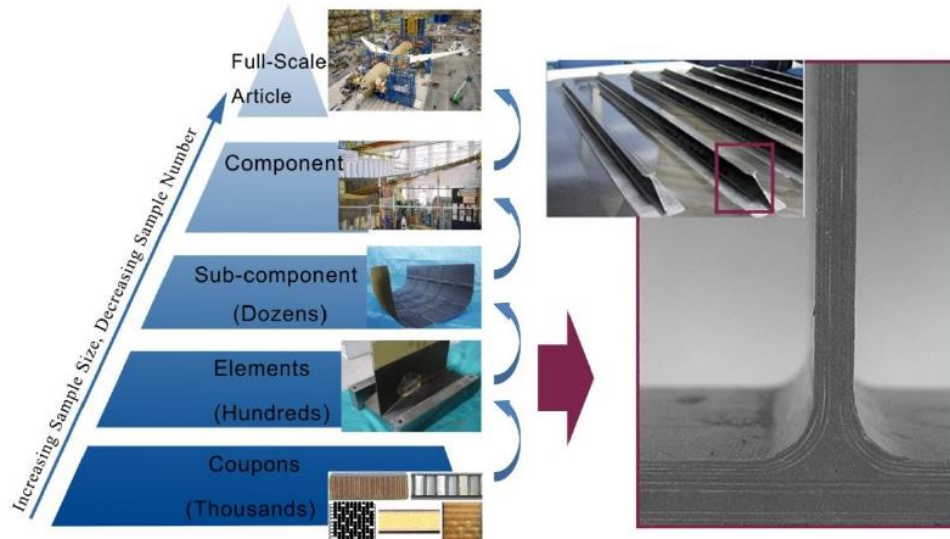 Full-Scale
Article
Component
Sub-component
(Dozens)
Elements
(Hundreds)
Coupons
(Thousands)
Increasing Sample Size, Decreasing Sample Number